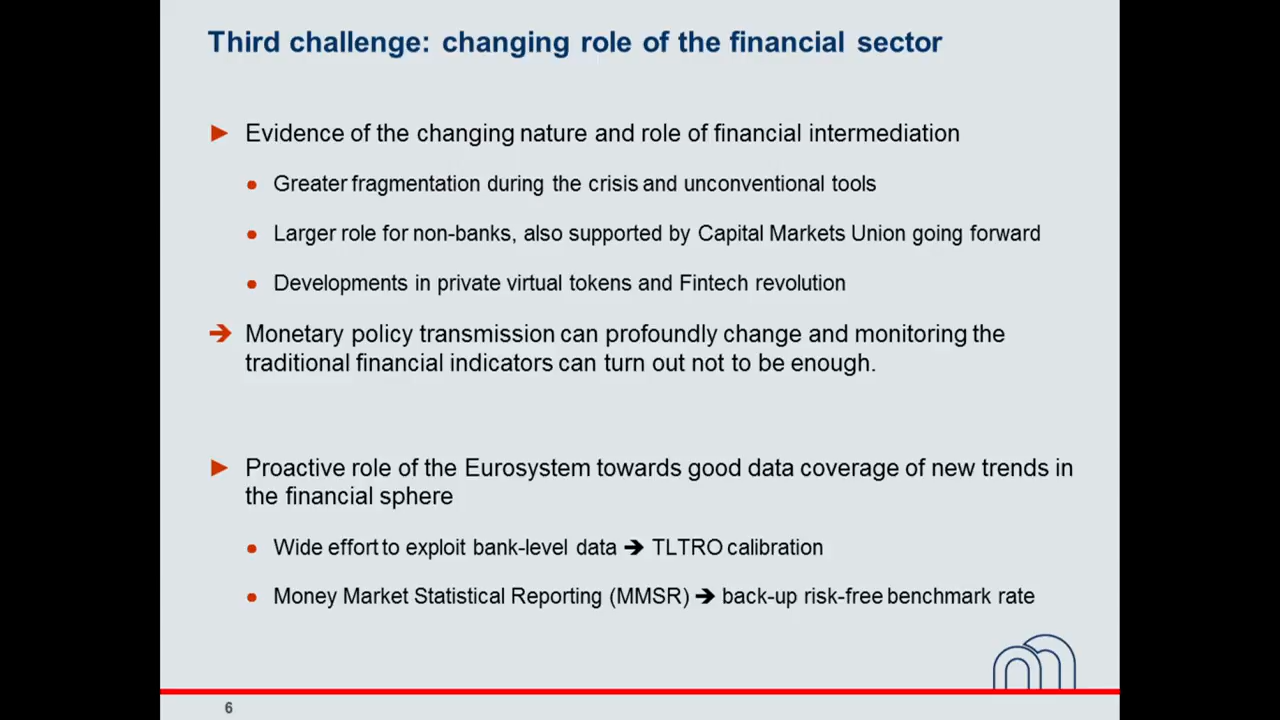 Third challenge: changing role of the financial sector
► Evidence of the changing nature and role of financial intermediation
• Greater fragmentation during the crisis and unconventional tools
• Larger role for non-banks, also supported by Capital Markets Union going forward
• Developments in private virtual tokens and Fintech revolution
➔ Monetary policy transmission can profoundly change and monitoring the
traditional financial indicators can turn out not to be enough.
► Proactive role of the Eurosystem towards good data coverage of new trends in
the financial sphere
• Wide effort to exploit bank-level data ➔ TLTRO calibration
• Money Market Statistical Reporting (MMSR) ➔ back-up risk-free benchmark rate
6